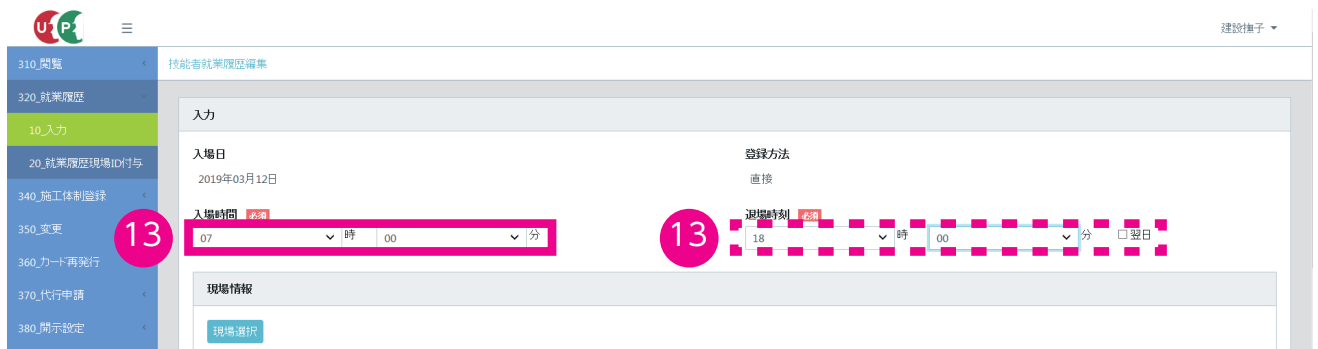 建設撫子
310_閲覧
技能者就業履歴編集
320_就業履歴
10_入力
20_就業履歴現場ID付与
340_施工体制登録
350_変更
360_カード再発行
370_代行申請
380_開示設定
入力
入場日
登録方法
2019年03月12日
直接
入場時間 必須
退場時刻 必須
13
07 時 00 分
13
18 時 00 分 翌日
現場情報
現場選択